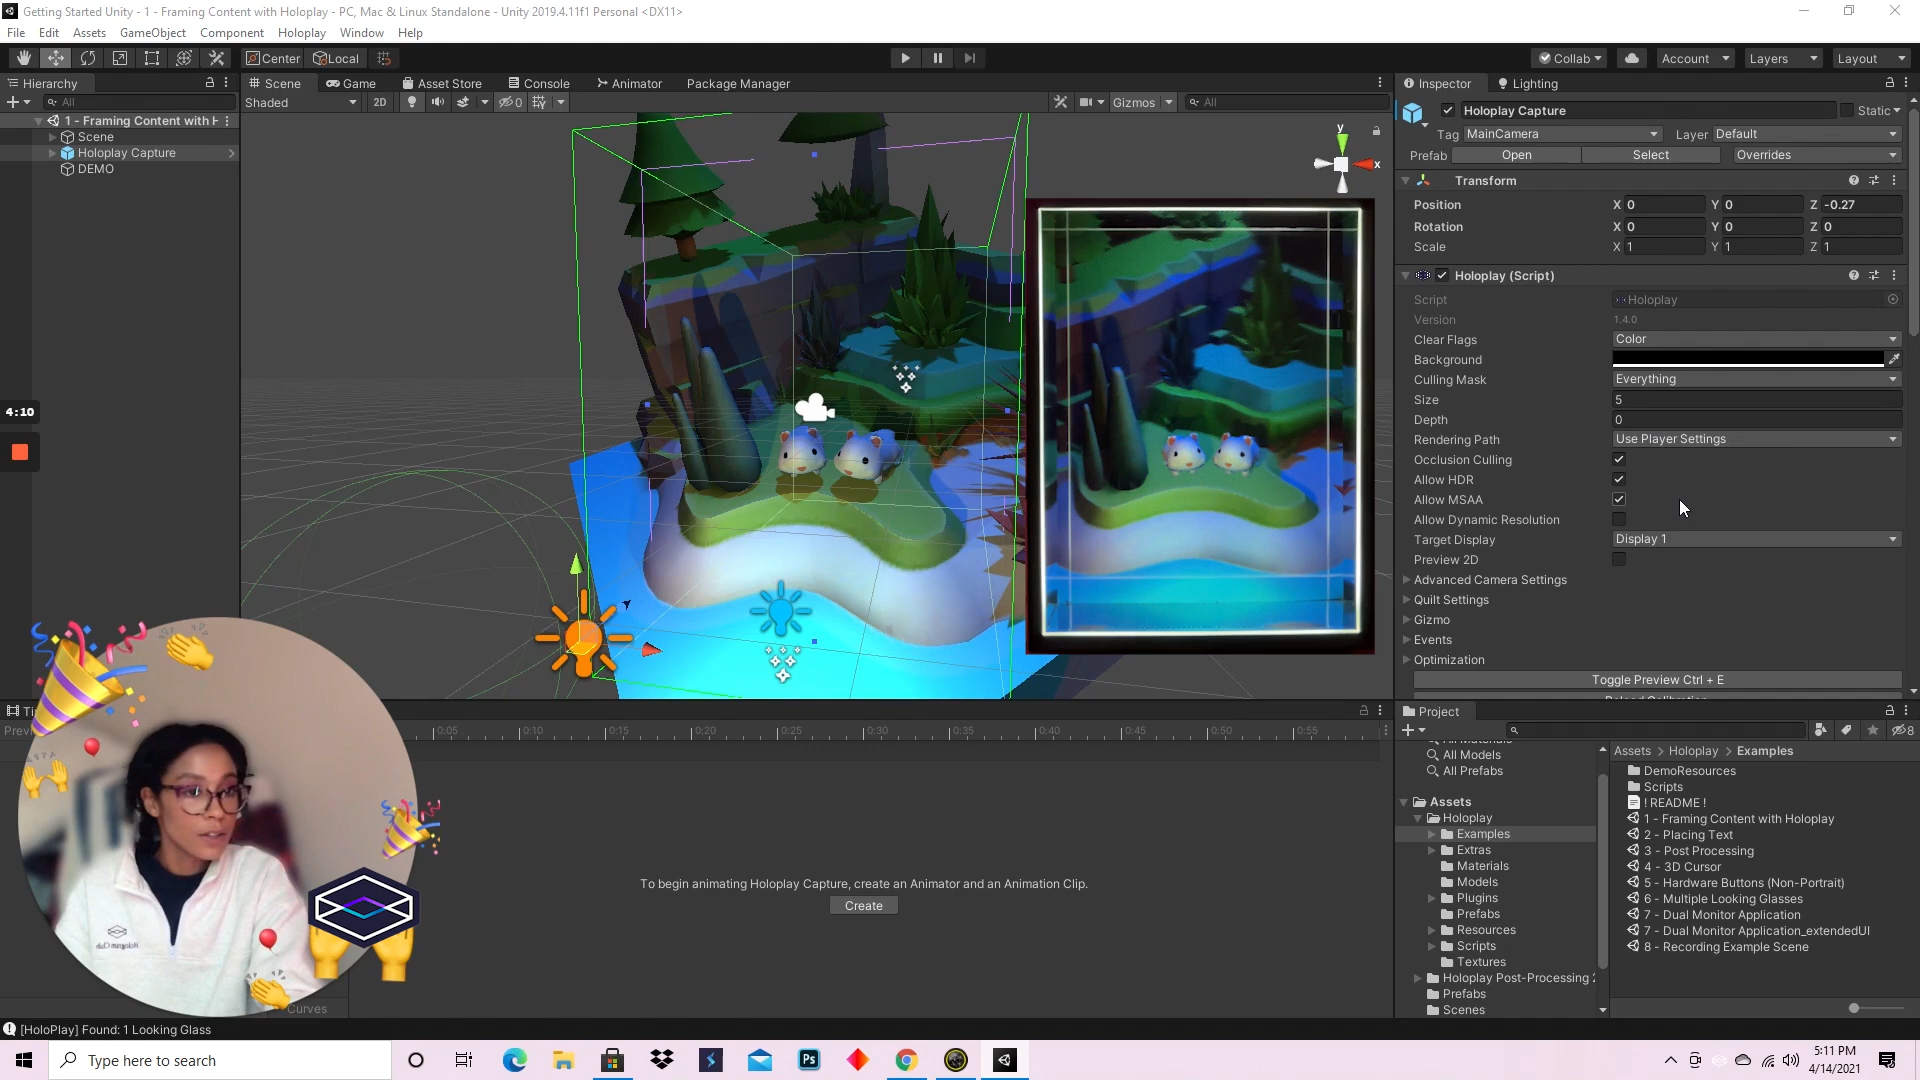 Getting Started Unity - 1 - Framing Content with Holoplay - PC, Mac & Linux Standalone - Unity 2019.4.11f1 Personal <DX11>
File Edit Assets GameObject Component Holoplay Window Help
Center Local
Collab Account Layers Layout
Hierarchy
All
1 - Framing Content with H
Scene
Holoplay Capture
DEMO
Scene Game Asset Store Console Animator Package Manager
Shaded 2D 0 Gizmos All
y
x
4:10
Inspector Lighting
Holoplay Capture Static
Tag MainCamera Layer Default
Prefab Open Select Overrides
Transform
Position X 0 Y 0 Z -0.27
Rotation X 0 Y 0 Z 0
Scale X 1 Y 1 Z 1
Holoplay (Script)
Script Holoplay
Version 1.4.0
Clear Flags Color
Background
Culling Mask Everything
Size 5
Depth 0
Rendering Path Use Player Settings
Occlusion Culling
Allow HDR
Allow MSAA
Allow Dynamic Resolution
Target Display Display 1
Preview 2D
Advanced Camera Settings
Quilt Settings
Gizmo
Events
Optimization
Toggle Preview Ctrl + E
Reload Calibration
0:05 0:10 0:15 0:20 0:25 0:30 0:35 0:40 0:45 0:50 0:55
To begin animating Holoplay Capture, create an Animator and an Animation Clip.
Create
Curves
Project
8
All Materials
All Models
All Prefabs
Assets
Holoplay
Examples
Extras
Materials
Models
Plugins
Prefabs
Resources
Scripts
Textures
Holoplay Post-Processing
Prefabs
Scenes
Assets > Holoplay > Examples
DemoResources
Scripts
! README !
1 - Framing Content with Holoplay
2 - Placing Text
3 - Post Processing
4 - 3D Cursor
5 - Hardware Buttons (Non-Portrait)
6 - Multiple Looking Glasses
7 - Dual Monitor Application
7 - Dual Monitor Application_extendedUI
8 - Recording Example Scene
[HoloPlay] Found: 1 Looking Glass
Type here to search
Ps
5:11 PM
4/14/2021